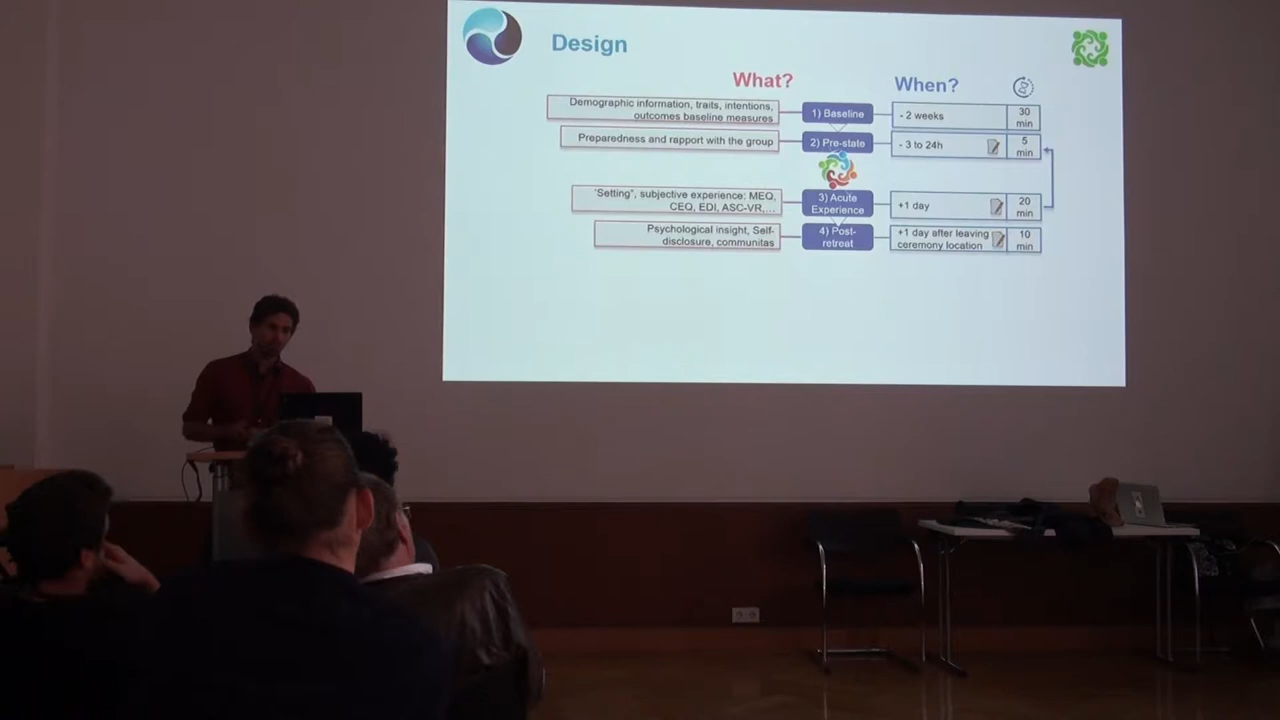 Design
What?
When?
Demographic information, traits, intentions,
outcomes baseline measures
1) Baseline
- 2 weeks
30
min
Preparedness and rapport with the group
2) Pre-state
- 3 to 24h
5
min
'Setting", subjective experience: MEQ,
CEQ, EDI, ASC-VR,...
3) Acute
Experience
+1 day
20
min
Psychological insight, Self-
disclosure, communitas
4) Post-
retreat
+1 day after leaving
ceremony location
10
min